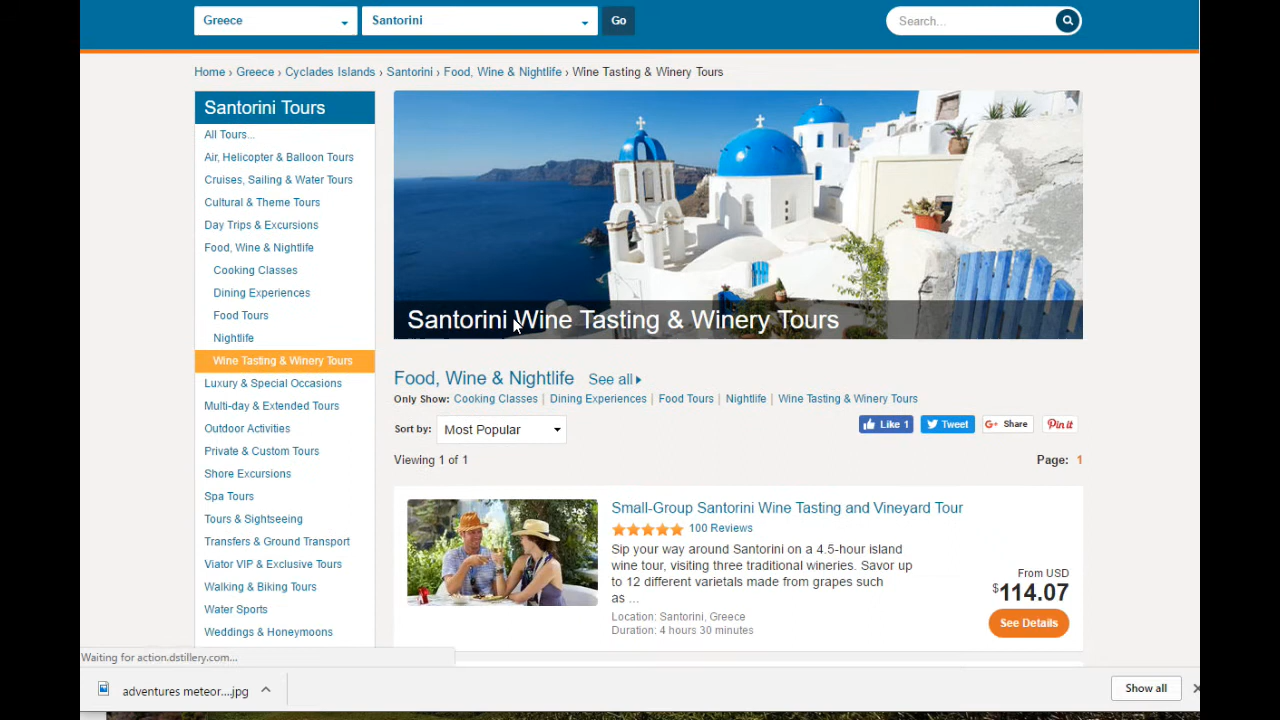 Greece
Santorini
Go
Search...
Home › Greece › Cyclades Islands › Santorini › Food, Wine & Nightlife › Wine Tasting & Winery Tours
Santorini Tours
All Tours...
Air, Helicopter & Balloon Tours
Cruises, Sailing & Water Tours
Cultural & Theme Tours
Day Trips & Excursions
Food, Wine & Nightlife
Cooking Classes
Dining Experiences
Food Tours
Nightlife
Wine Tasting & Winery Tours
Luxury & Special Occasions
Multi-day & Extended Tours
Outdoor Activities
Private & Custom Tours
Shore Excursions
Spa Tours
Tours & Sightseeing
Transfers & Ground Transport
Viator VIP & Exclusive Tours
Walking & Biking Tours
Water Sports
Weddings & Honeymoons
Santorini Wine Tasting & Winery Tours
Food, Wine & Nightlife See all
Only Show: Cooking Classes | Dining Experiences | Food Tours | Nightlife | Wine Tasting & Winery Tours
Sort by: Most Popular
Like 1 Tweet G+ Share Pin it
Viewing 1 of 1
Page: 1
Small-Group Santorini Wine Tasting and Vineyard Tour
100 Reviews
Sip your way around Santorini on a 4.5-hour island
wine tour, visiting three traditional wineries. Savor up
to 12 different varietals made from grapes such
as ...
Location: Santorini, Greece
Duration: 4 hours 30 minutes
From USD
$114.07
See Details
Waiting for action.dstillery.com...
adventures meteor....jpg
Show all